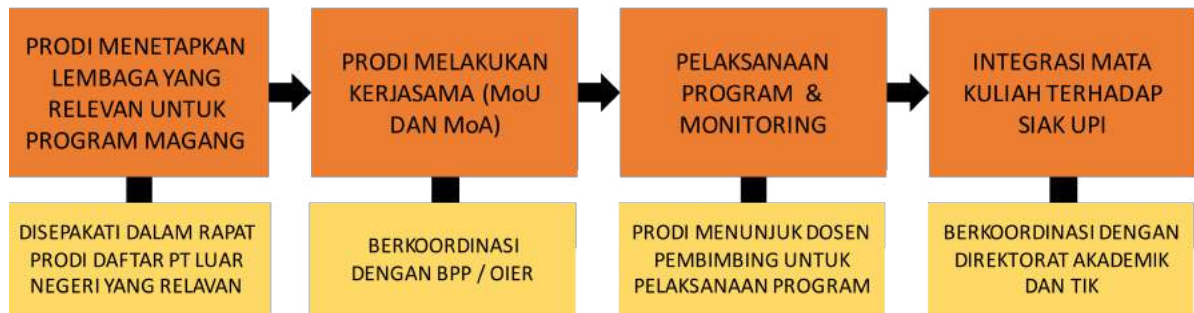 PRODI MENETAPKAN
LEMBAGA YANG
RELEVAN UNTUK
PROGRAM MAGANG
PRODI MELAKUKAN
KERJASAMA (MoU
DAN MoA)
PELAKSANAAN
PROGRAM &
MONITORING
INTEGRASI MATA
KULIAH TERHADAP
SIAK UPI
DISEPAKATI DALAM RAPAT
PRODI DAFTAR PT LUAR
NEGERI YANG RELAVAN
BERKOORDINASI
DENGAN BPP / OIER
PRODI MENUNJUK DOSEN
PEMBIMBING UNTUK
PELAKSANAAN PROGRAM
BERKOORDINASI DENGAN
DIREKTORAT AKADEMIK
DAN TIK